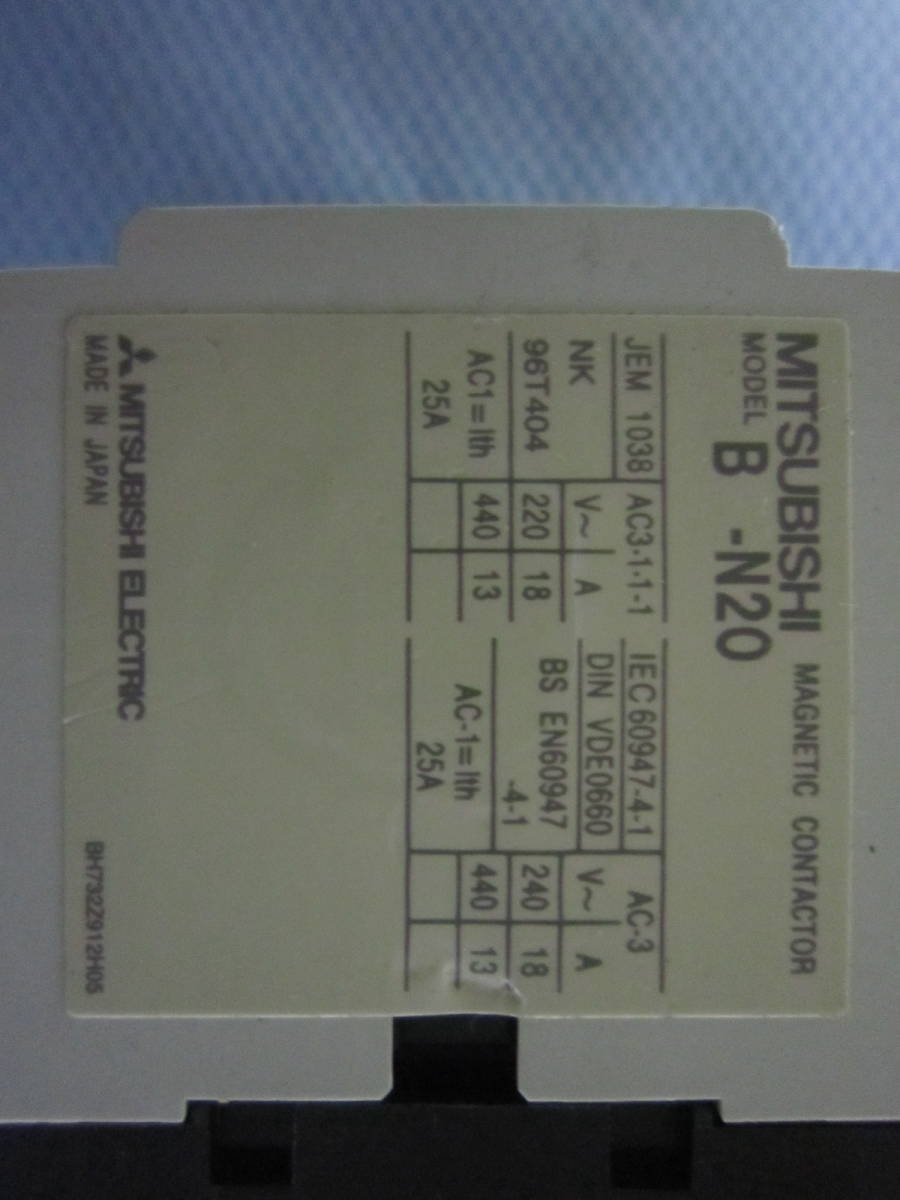 MITSUBISHI MAGNETIC CONTACTOR
MODEL B -N20
JEM 1038 AC3-1-1-1
NK V~ A
96T404 220 18
AC1=Ith 440 13
25A
IEC60947-4-1 AC-3
DIN VDE0660 V~ A
BS EN60947
-4-1 240 18
AC-1=Ith 440 13
25A
MITSUBISHI ELECTRIC
MADE IN JAPAN BH732Z912H05